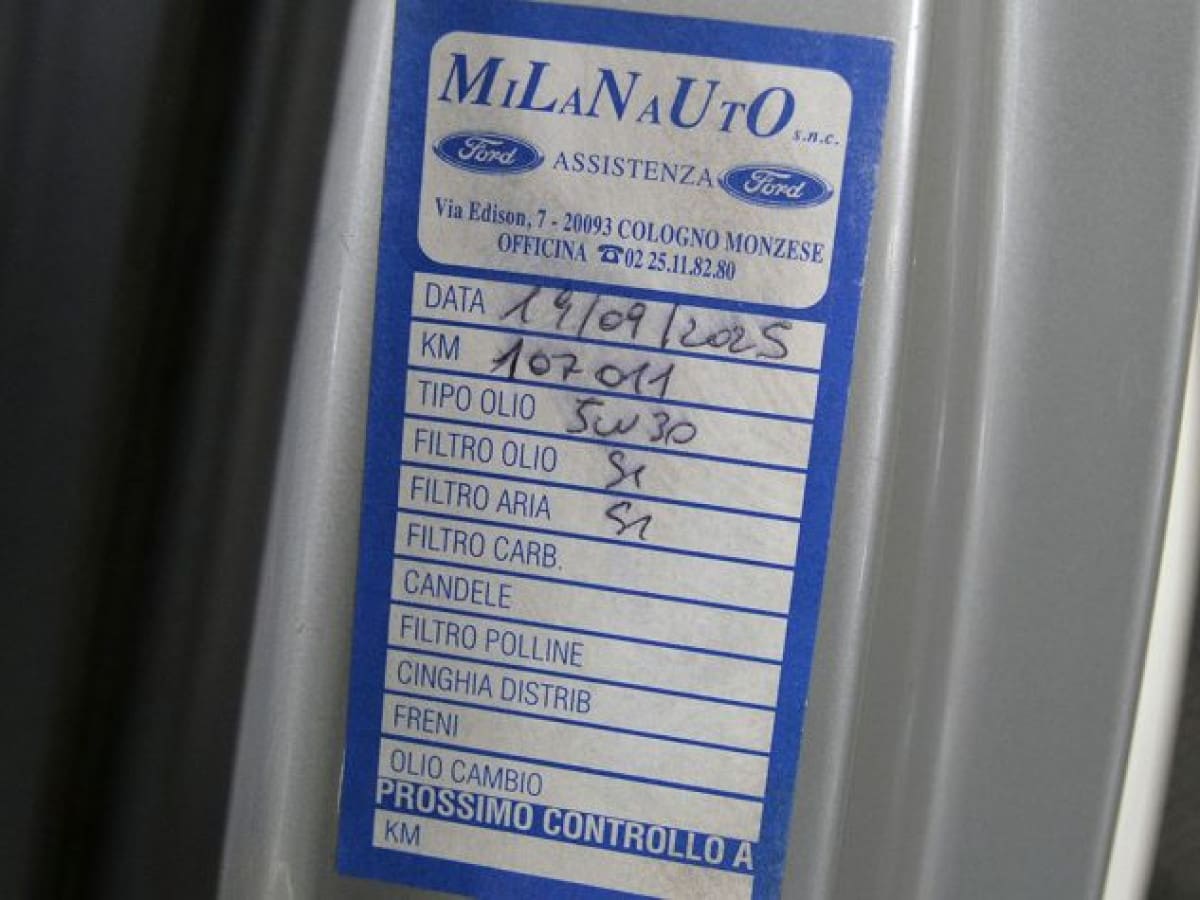 MiLaNaUtO s.n.c.
Ford ASSISTENZA Ford
Via Edison, 7 - 20093 COLOGNO MONZESE
OFFICINA ☎02 25.11.82.80
DATA 19/09/2025
KM 107011
TIPO OLIO 5W30
FILTRO OLIO Si
FILTRO ARIA Si
FILTRO CARB.
CANDELE
FILTRO POLLINE
CINGHIA DISTRIB
FRENI
OLIO CAMBIO
PROSSIMO CONTROLLO A
KM